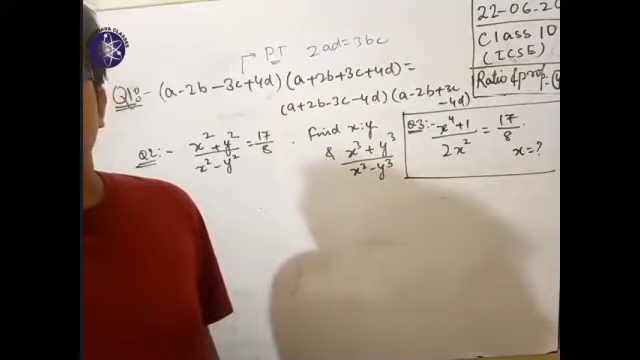 22-06-20
Class 10
(ICSE)
Ratio & prop.
PT 2ad=3bc
Q1:- (a-2b-3c+4d)(a+2b+3c+4d)=
(a+2b-3c-4d)(a-2b+3c-4d)
Q2:- x²+y²/x²-y² = 17/8 . Find x:y
& x³+y³/x³-y³
Q3:- x⁴+1/2x² = 17/8.
x=?